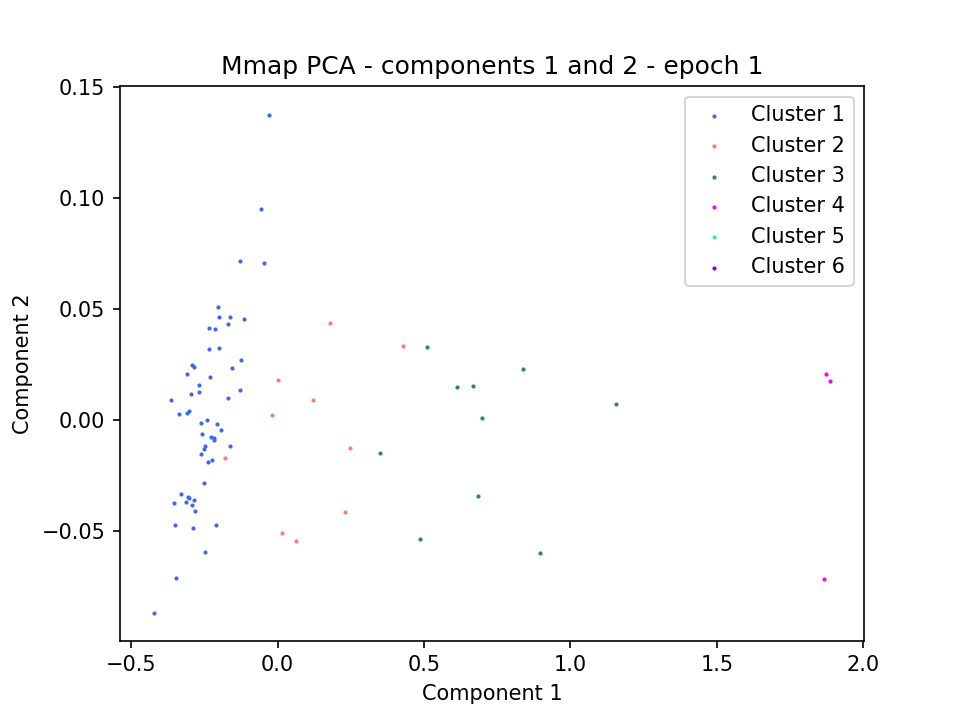 Mmap PCA - components 1 and 2 - epoch 1
0.15
0.10
0.05
0.00
−0.05
Component 2
Cluster 1
Cluster 2
Cluster 3
Cluster 4
Cluster 5
Cluster 6
−0.5
0.0
0.5
1.0
1.5
2.0
Component 1